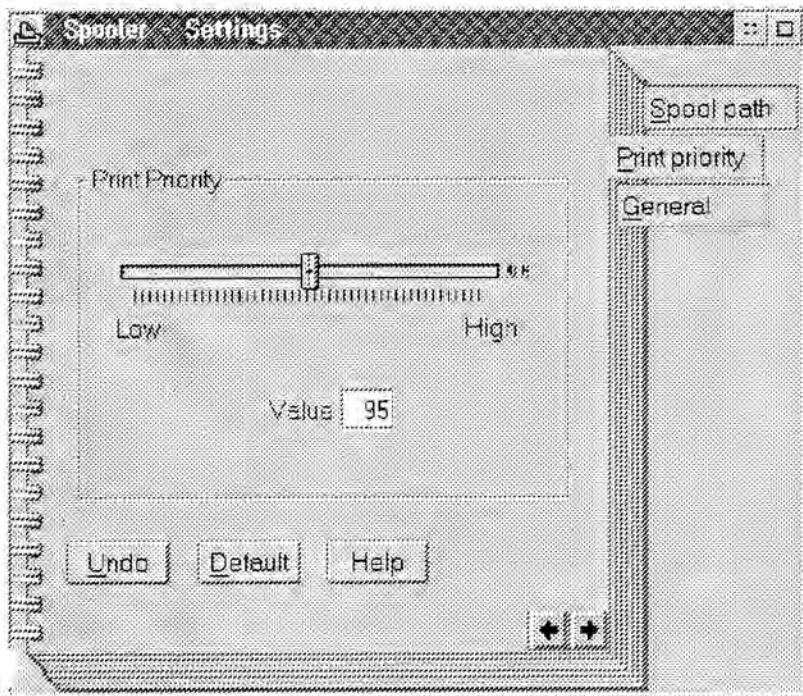 Spooler - Settings
Spool path
Print priority
General
Print Priority
Low High
Value 95
Undo Default Help